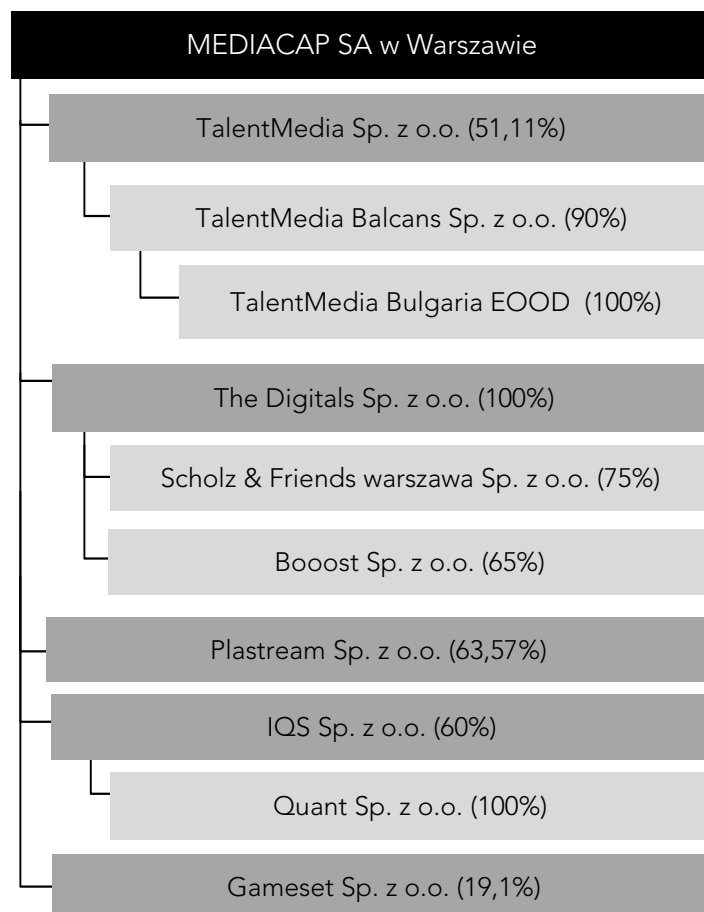 MEDIACAP SA w Warszawie
TalentMedia Sp. z o.o. (51,11%)
TalentMedia Balcans Sp. z o.o. (90%)
TalentMedia Bulgaria EOOD (100%)
The Digitals Sp. z o.o. (100%)
Scholz & Friends warszawa Sp. z o.o. (75%)
Booost Sp. z o.o. (65%)
Plastream Sp. z o.o. (63,57%)
IQS Sp. z o.o. (60%)
Quant Sp. z o.o. (100%)
Gameset Sp. z o.o. (19,1%)